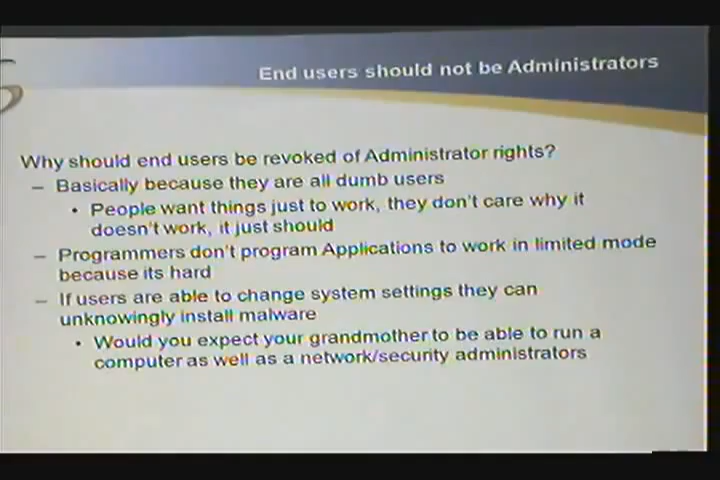 End users should not be Administrators
Why should end users be revoked of Administrator rights?
– Basically because they are all dumb users
• People want things just to work, they don't care why it
doesn't work, it just should
– Programmers don't program Applications to work in limited mode
because its hard
– If users are able to change system settings they can
unknowingly install malware
• Would you expect your grandmother to be able to run a
computer as well as a network/security administrators